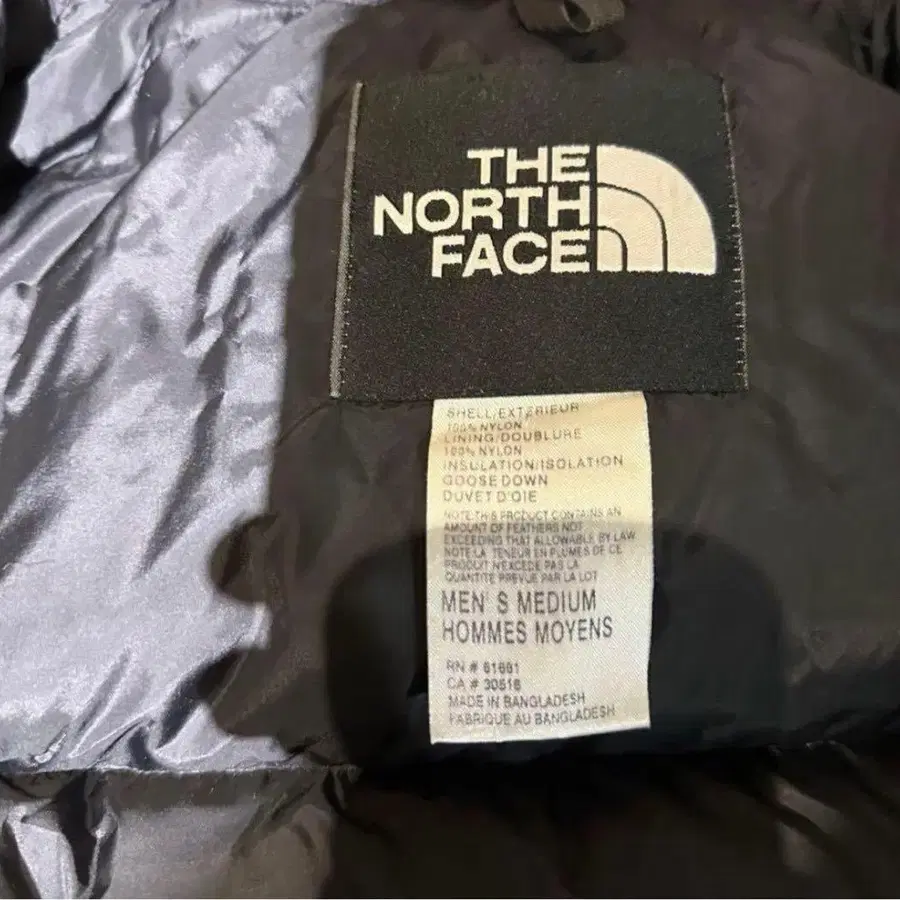 THE
NORTH
FACE
SHELL/EXTERIEUR
100% NYLON
LINING/DOUBLURE
100% NYLON
INSULATION/ISOLATION
GOOSE DOWN
DUVET D'OIE
NOTE:THIS PRODUCT CONTAINS AN
AMOUNT OF FEATHERS NOT
EXCEEDING THAT ALLOWABLE BY LAW
NOTE:LA TENEUR EN PLUMES DE CE
PRODUIT N'EXCEDE PAS LA
QUANTITE PREVUE PAR LA LOT
MEN'S MEDIUM
HOMMES MOYENS
RN # 61661
CA # 30516
MADE IN BANGLADESH
FABRIQUE AU BANGLADESH